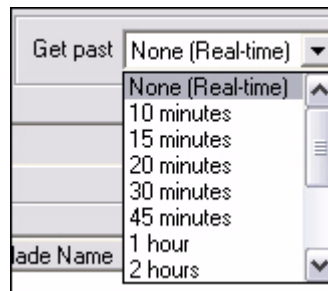 Get past None (Real-time)
None (Real-time)
10 minutes
15 minutes
20 minutes
30 minutes
45 minutes
1 hour
lade Name
2 hours